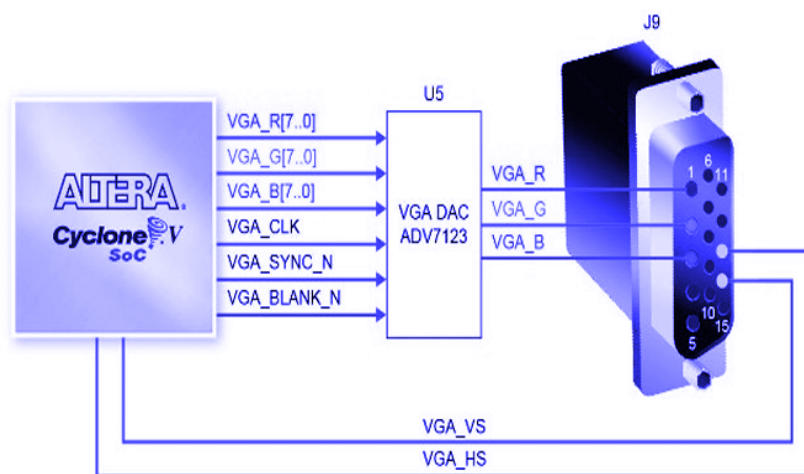 J9
U5
VGA_R[7..0]
VGA_G[7..0]
VGA_B[7..0]
VGA_CLK
VGA_SYNC_N
VGA_BLANK_N
ALTERA®
Cyclone V
SoC
VGA DAC
ADV7123
VGA_R
VGA_G
VGA_B
1
6
11
5
10
15
VGA_VS
VGA_HS